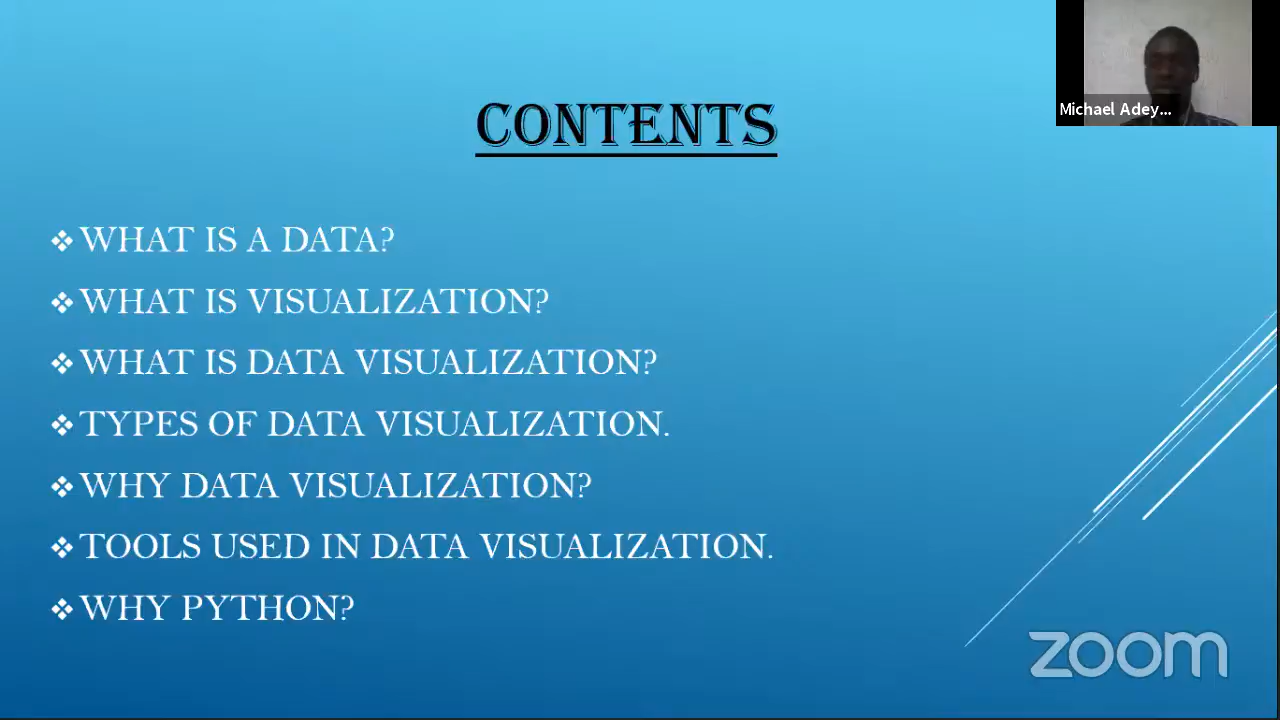 Michael Adey...
CONTENTS
❖ WHAT IS A DATA?
❖ WHAT IS VISUALIZATION?
❖ WHAT IS DATA VISUALIZATION?
❖ TYPES OF DATA VISUALIZATION.
❖ WHY DATA VISUALIZATION?
❖ TOOLS USED IN DATA VISUALIZATION.
❖ WHY PYTHON?
zoom